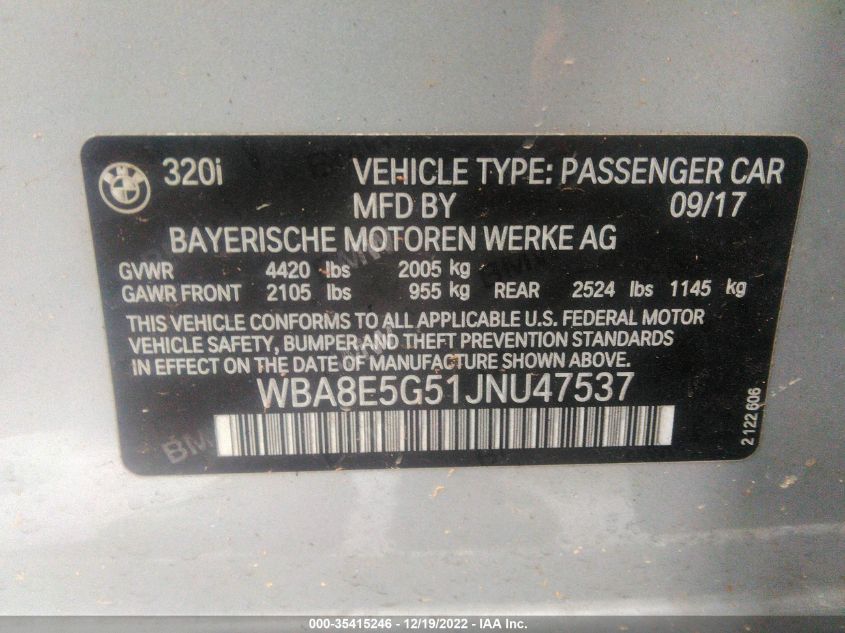 320i VEHICLE TYPE: PASSENGER CAR
MFD BY 09/17
BAYERISCHE MOTOREN WERKE AG
GVWR 4420 lbs 2005 kg
GAWR FRONT 2105 lbs 955 kg REAR 2524 lbs 1145 kg
THIS VEHICLE CONFORMS TO ALL APPLICABLE U.S. FEDERAL MOTOR
VEHICLE SAFETY, BUMPER AND THEFT PREVENTION STANDARDS
IN EFFECT ON THE DATE OF MANUFACTURE SHOWN ABOVE.
WBA8E5G51JNU47537
2 122 606
000-35415246 - 12/19/2022 - IAA Inc.